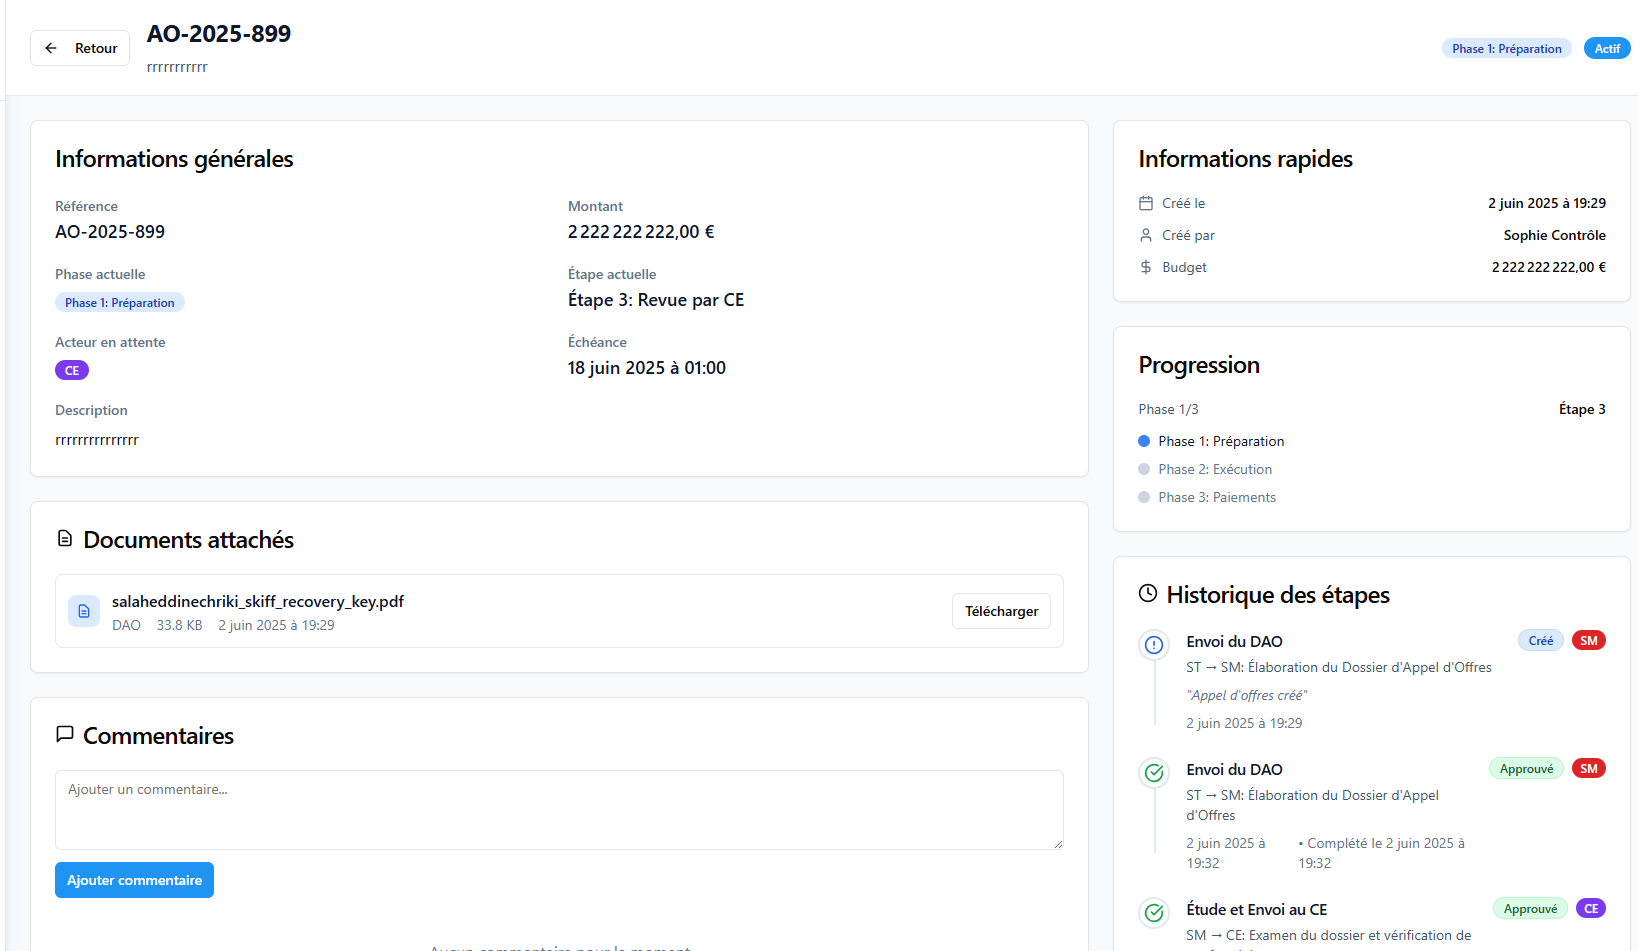 Retour
AO-2025-899
rrrrrrrrrrr
Phase 1: Préparation
Actif
Informations générales
Référence
AO-2025-899
Montant
2 222 222 222,00 €
Phase actuelle
Phase 1: Préparation
Étape actuelle
Étape 3: Revue par CE
Acteur en attente
CE
Échéance
18 juin 2025 à 01:00
Description
rrrrrrrrrrrrrrr
Documents attachés
salaheddinechriki_skiff_recovery_key.pdf
DAO 33.8 KB 2 juin 2025 à 19:29
Télécharger
Commentaires
Ajouter un commentaire...
Ajouter commentaire
Aucun commentaire pour le moment
Informations rapides
Créé le
2 juin 2025 à 19:29
Créé par
Sophie Contrôle
Budget
2 222 222 222,00 €
Progression
Phase 1/3
Étape 3
Phase 1: Préparation
Phase 2: Exécution
Phase 3: Paiements
Historique des étapes
Envoi du DAO
Créé
SM
ST → SM: Élaboration du Dossier d'Appel d'Offres
"Appel d'offres créé"
2 juin 2025 à 19:29
Envoi du DAO
Approuvé
SM
ST → SM: Élaboration du Dossier d'Appel
d'Offres
2 juin 2025 à
19:32
• Complété le 2 juin 2025 à
19:32
Étude et Envoi au CE
Approuvé
CE
SM → CE: Examen du dossier et vérification de